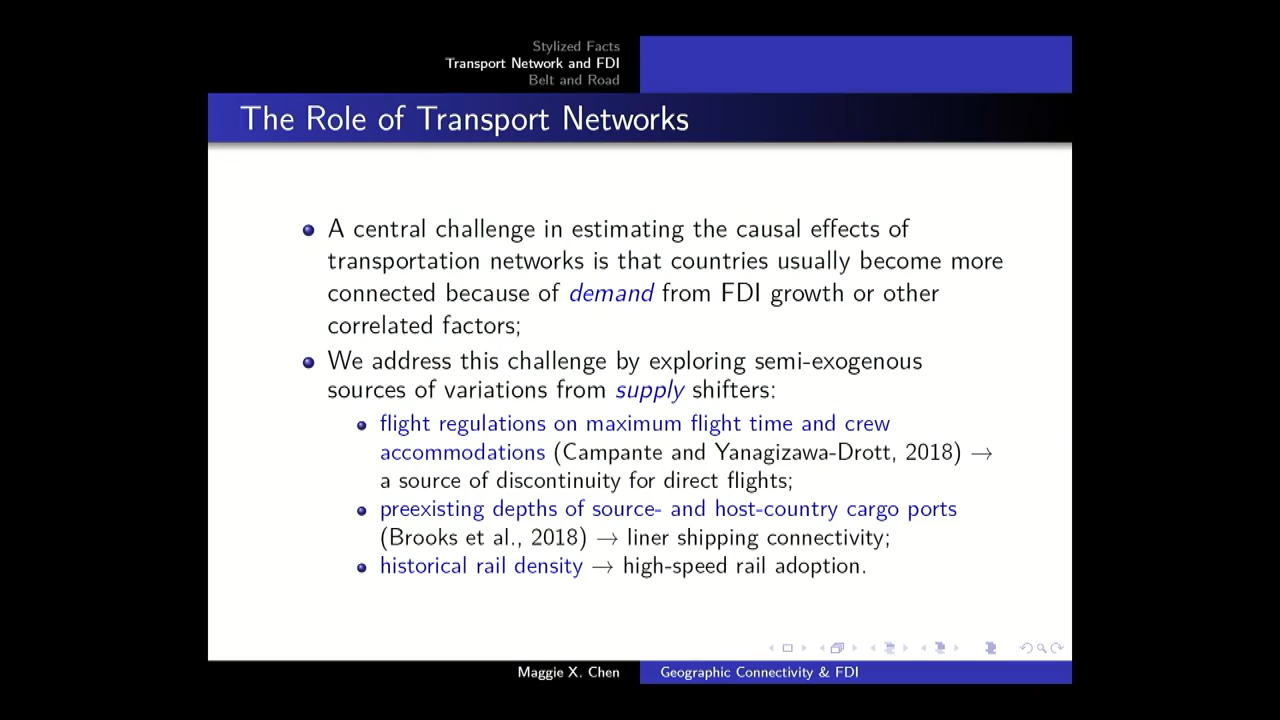 Stylized Facts
Transport Network and FDI
Belt and Road
The Role of Transport Networks
A central challenge in estimating the causal effects of
transportation networks is that countries usually become more
connected because of demand from FDI growth or other
correlated factors;
We address this challenge by exploring semi-exogenous
sources of variations from supply shifters:
flight regulations on maximum flight time and crew
accommodations (Campante and Yanagizawa-Drott, 2018) →
a source of discontinuity for direct flights;
preexisting depths of source- and host-country cargo ports
(Brooks et al., 2018) → liner shipping connectivity;
historical rail density → high-speed rail adoption.
Maggie X. Chen
Geographic Connectivity & FDI